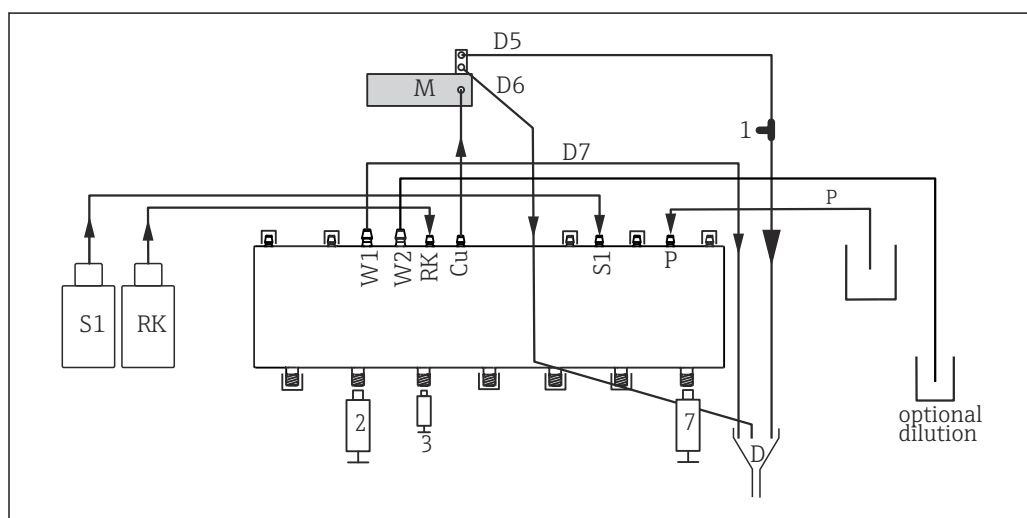 D5
M
D6
1
D7
P
W1
W2
RK
Cu
S1
P
S1
RK
2
3
7
D
optional
dilution